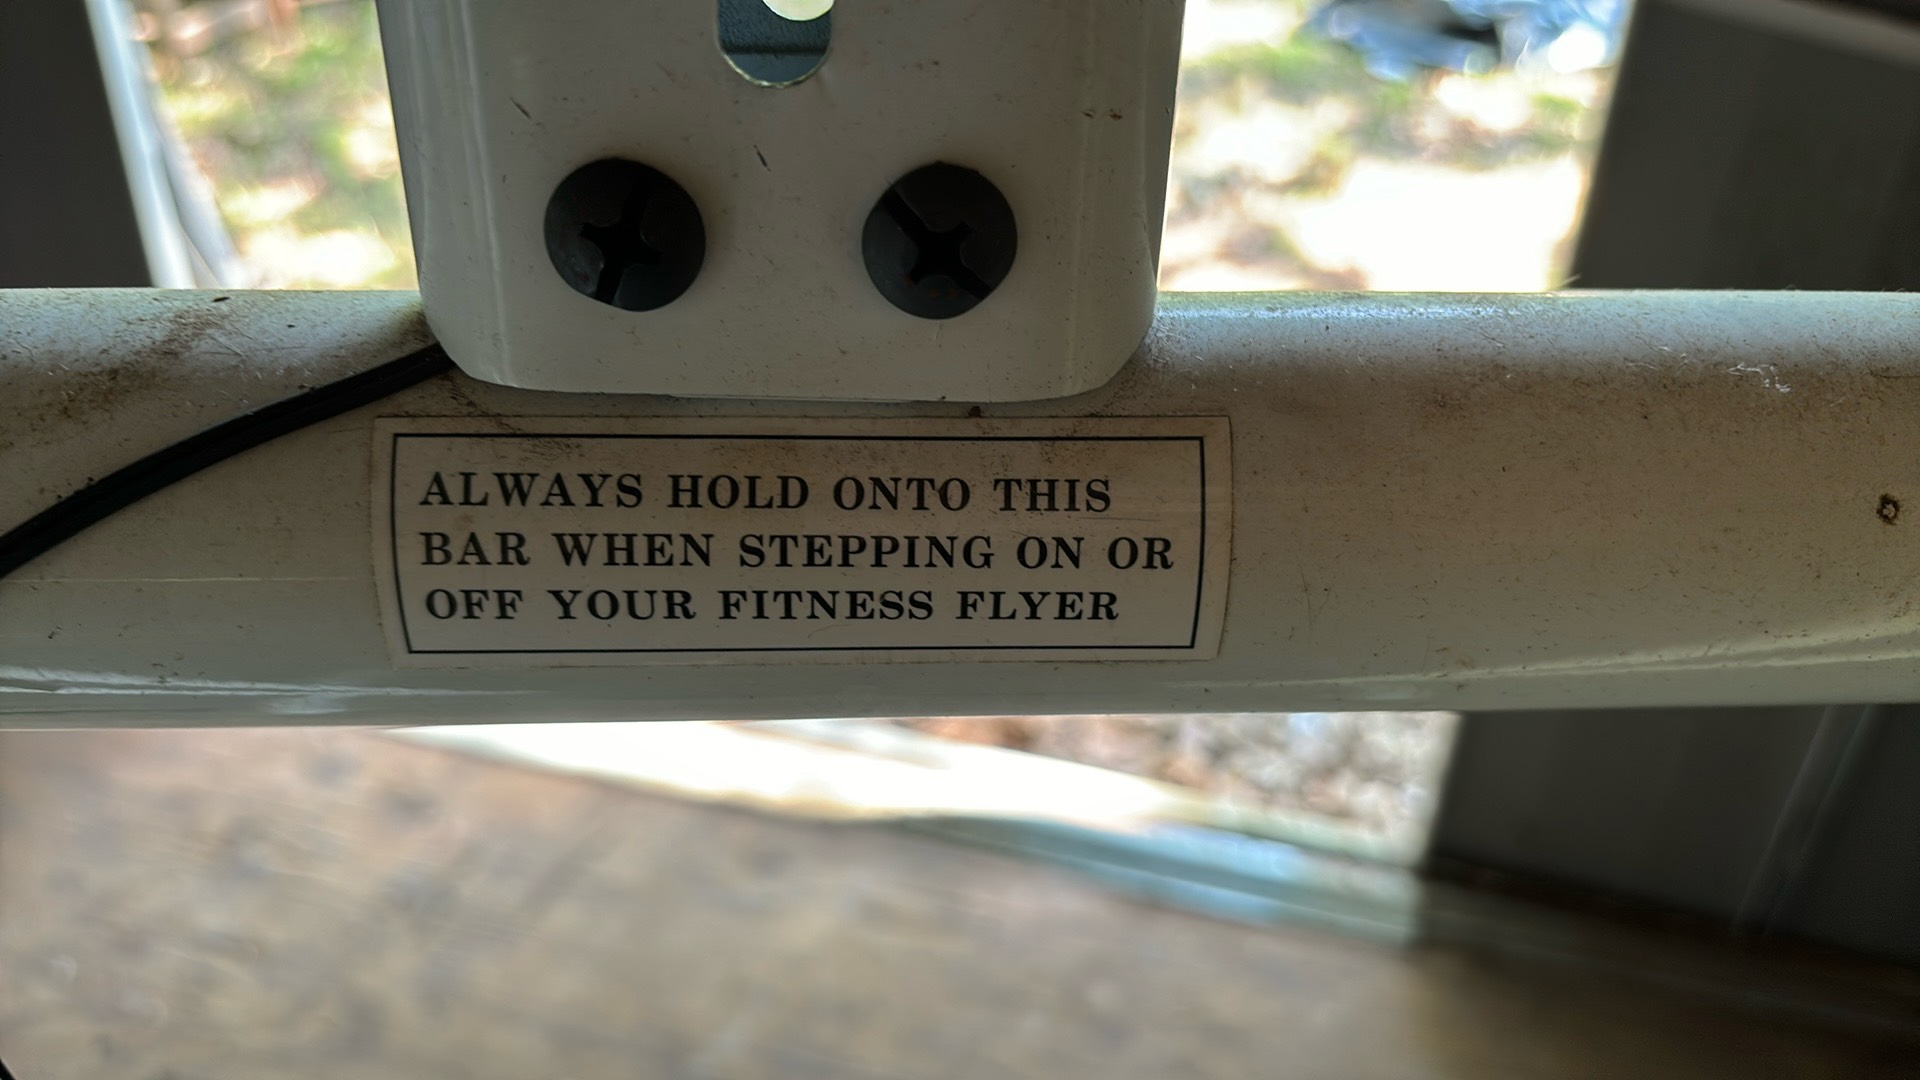 ALWAYS HOLD ONTO THIS
BAR WHEN STEPPING ON OR
OFF YOUR FITNESS FLYER